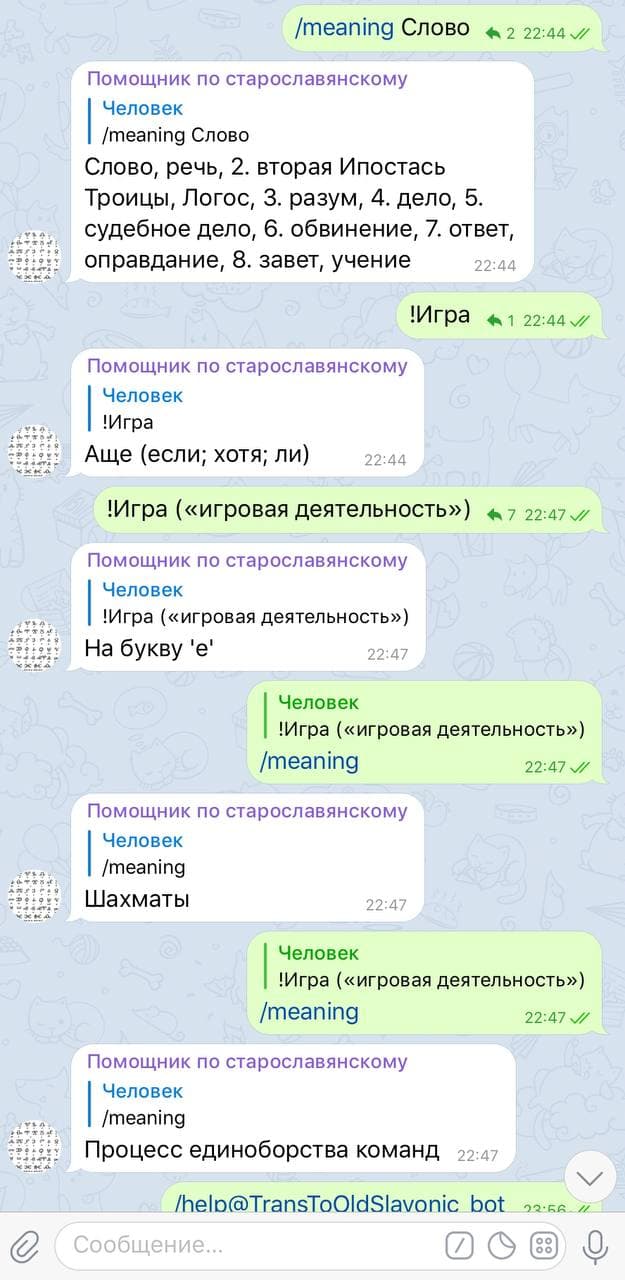 /meaning Слово 2 22:44
Помощник по старославянскому
Человек
/meaning Слово
Слово, речь, 2. вторая Ипостась
Троицы, Логос, 3. разум, 4. дело, 5.
судебное дело, 6. обвинение, 7. ответ,
оправдание, 8. завет, учение 22:44
!Игра 1 22:44
Помощник по старославянскому
Человек
!Игра
Аще (если; хотя; ли) 22:44
!Игра («игровая деятельность») 7 22:47
Помощник по старославянскому
Человек
!Игра («игровая деятельность»)
На букву 'е' 22:47
Человек
!Игра («игровая деятельность»)
/meaning 22:47
Помощник по старославянскому
Человек
/meaning
Шахматы 22:47
Человек
!Игра («игровая деятельность»)
/meaning 22:47
Помощник по старославянскому
Человек
/meaning
Процесс единоборства команд 22:47
/help@TransToOldSlavonic_bot 23:56
Сообщение...